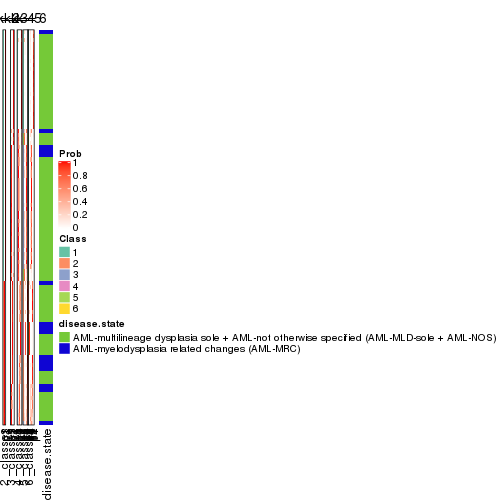 Prob
1
0.8
0.6
0.4
0.2
0
Class
1
2
3
4
5
6
disease.state
AML-multilineage dysplasia sole + AML-not otherwise specified (AML-MLD-sole + AML-NOS)
AML-myelodysplasia related changes (AML-MRC)
disease.state